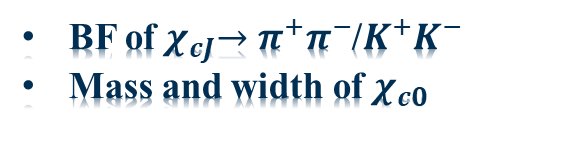 • BF of χcJ→ π⁺π⁻/K⁺K⁻
• Mass and width of χc0